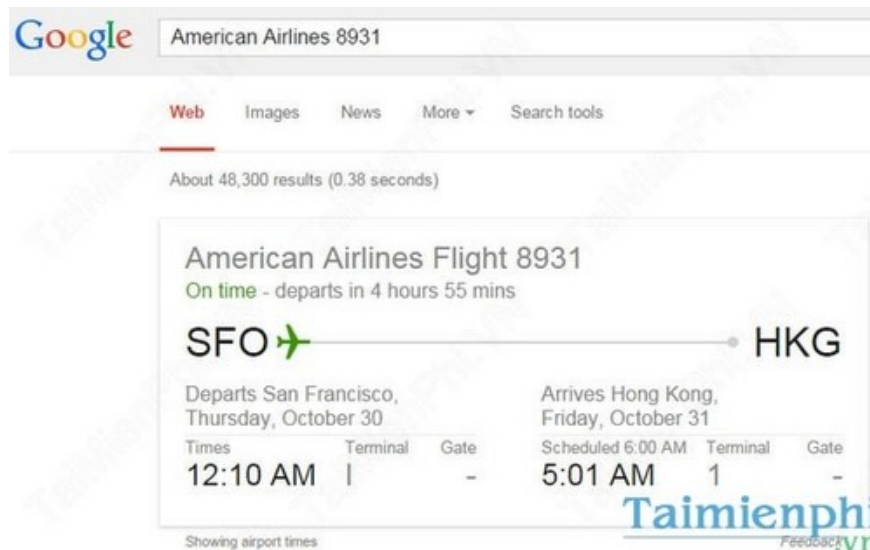 Google American Airlines 8931
Web Images News More Search tools
About 48,300 results (0.38 seconds)
American Airlines Flight 8931
On time - departs in 4 hours 55 mins
SFO HKG
Departs San Francisco, Arrives Hong Kong,
Thursday, October 30 Friday, October 31
Times Terminal Gate Scheduled 6:00 AM Terminal Gate
12:10 AM I - 5:01 AM 1 -
Taimienphi
Showing airport times Feedback
TaiMienPhi.VN